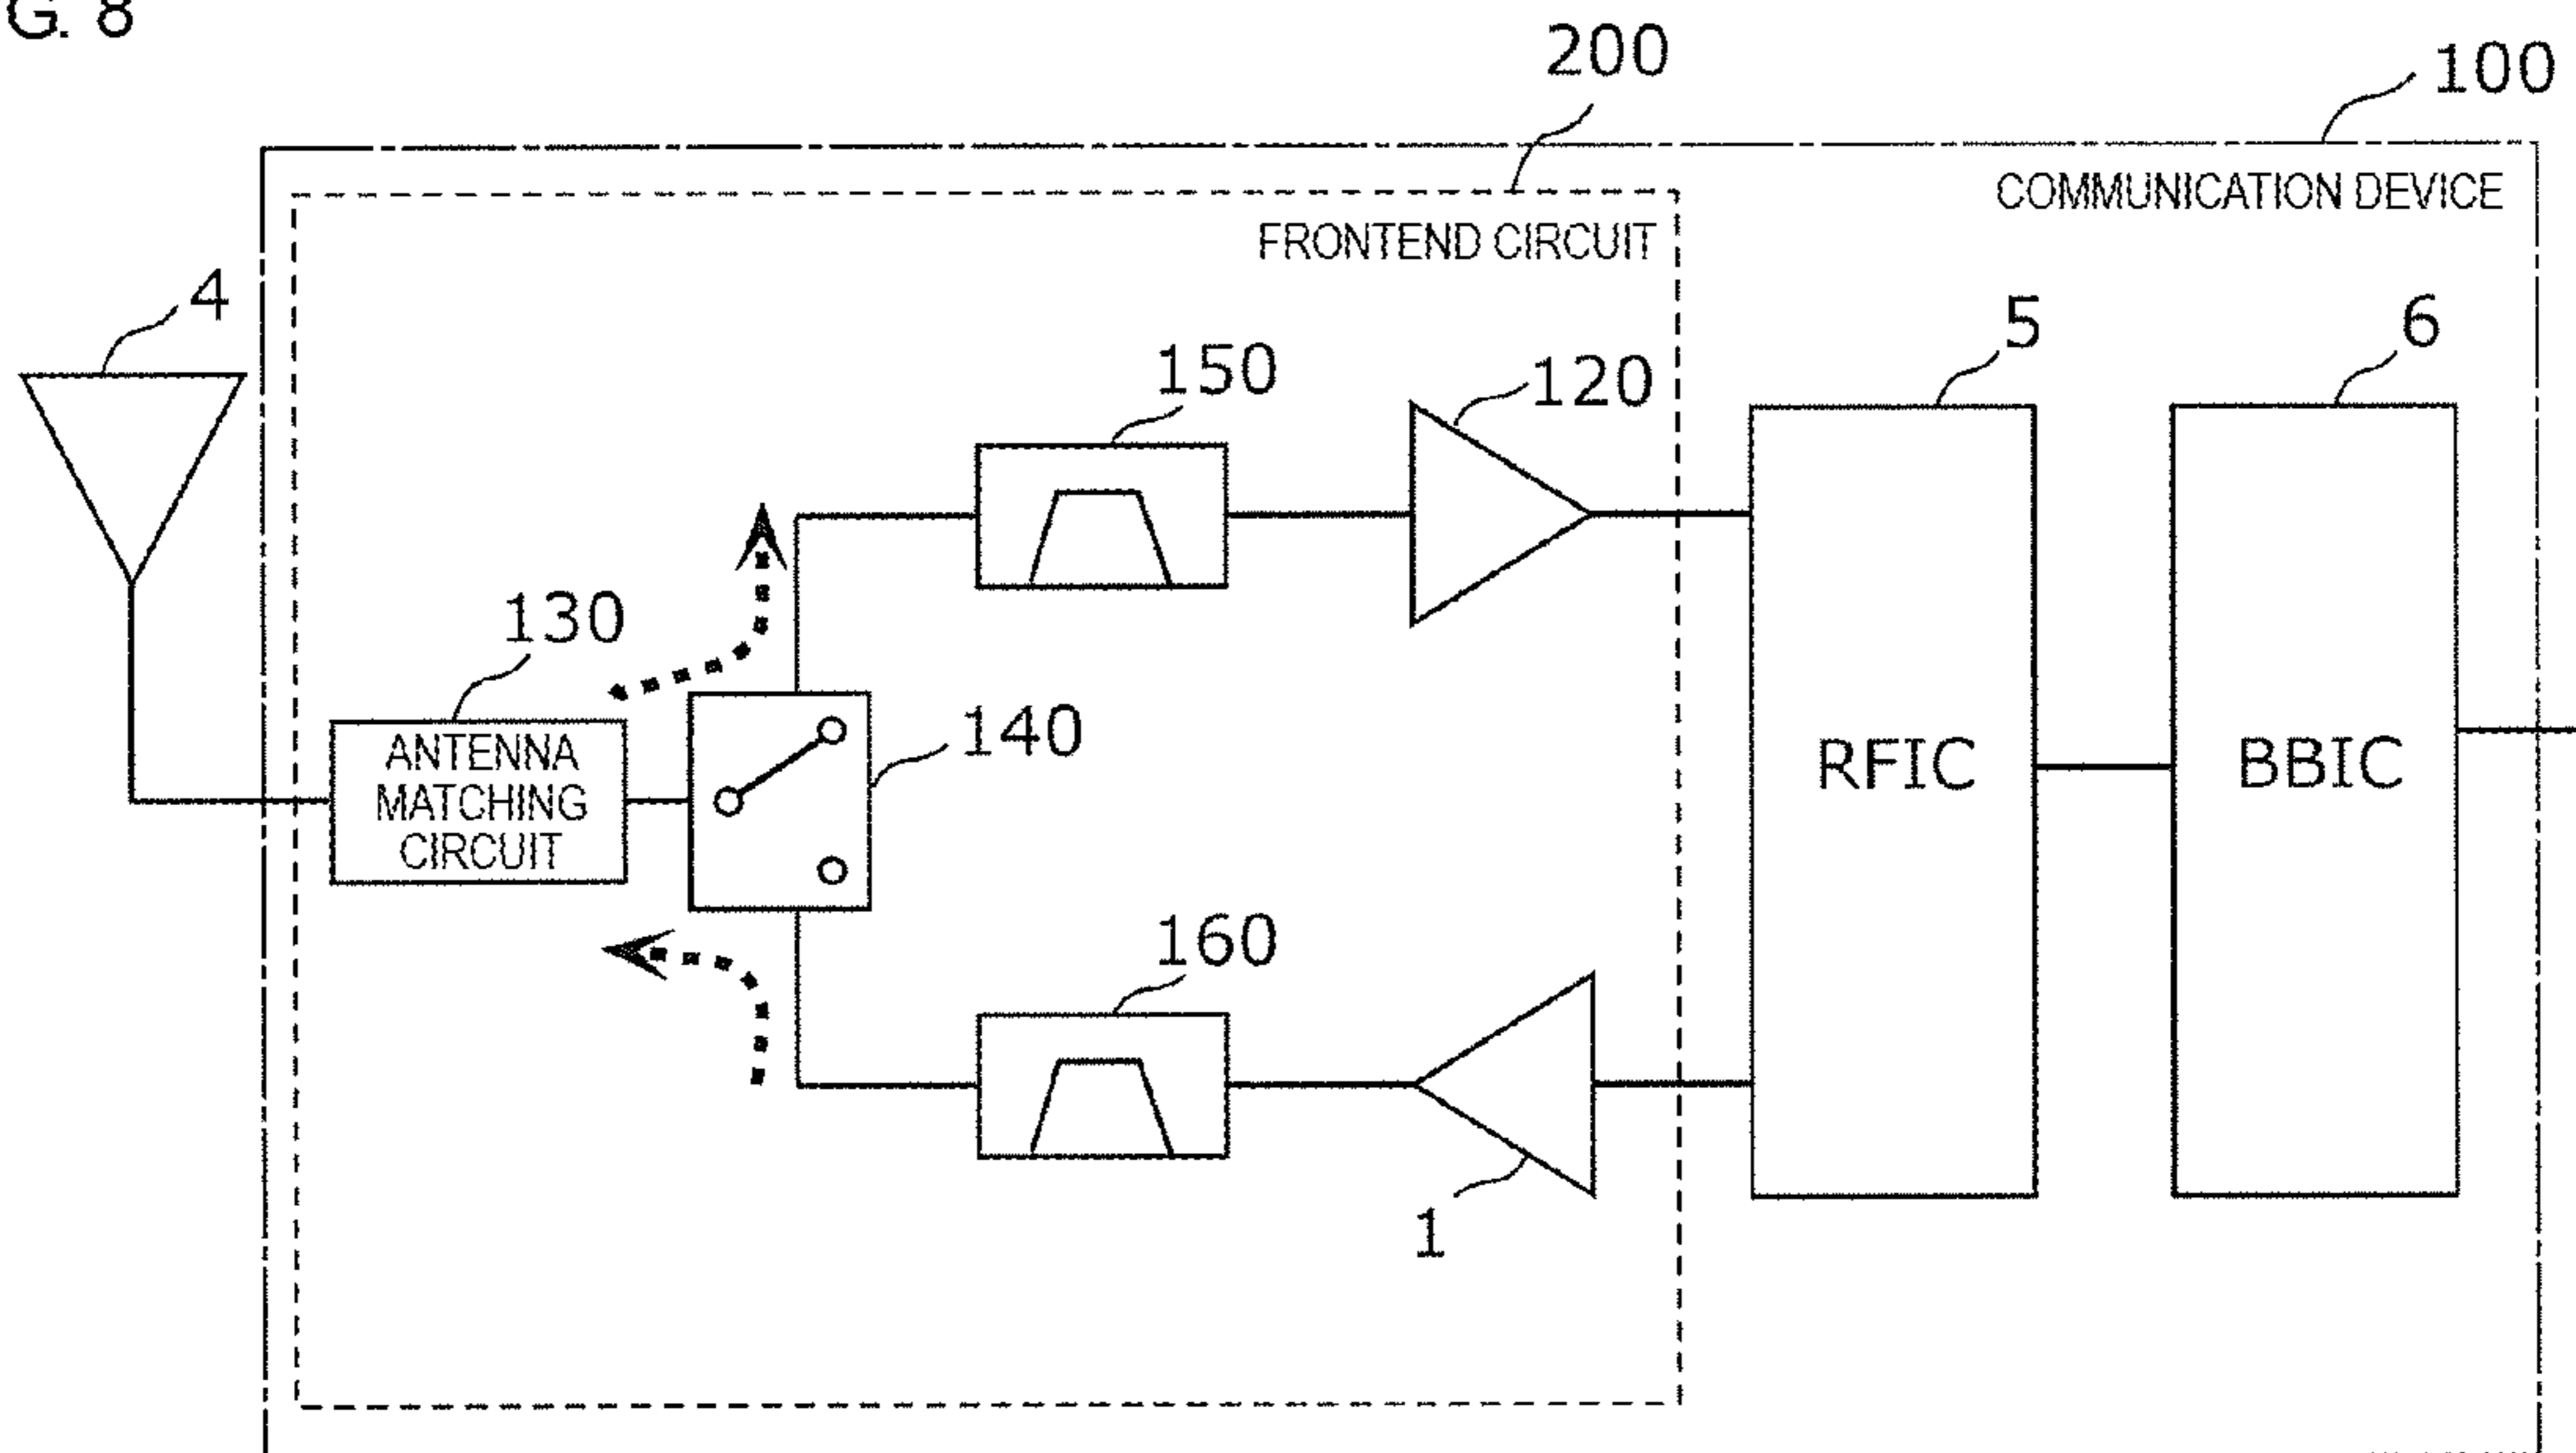 G. 8
200
100
COMMUNICATION DEVICE
FRONTEND CIRCUIT
4
5
6
150
120
130
140
ANTENNA
MATCHING
CIRCUIT
RFIC
BBIC
160
1